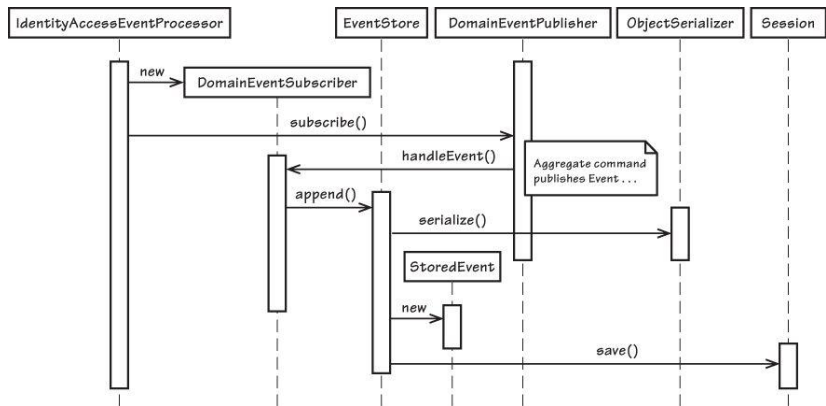 IdentityAccessEventProcessor
EventStore
DomainEventPublisher
ObjectSerializer
Session
new
DomainEventSubscriber
subscribe()
handleEvent()
Aggregate command
publishes Event . . .
append()
serialize()
StoredEvent
new
save()